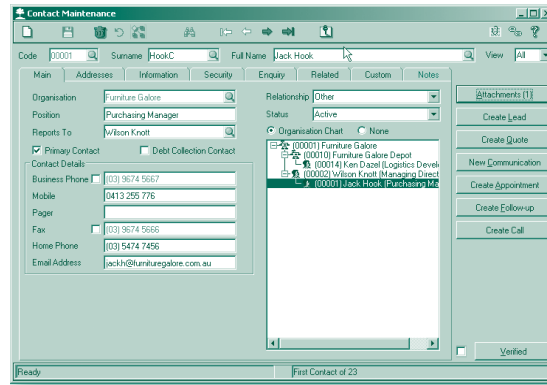 Contact Maintenance
Code 00001 Surname HookC Full Name Jack Hook View All
Main Addresses Information Security Enquiry Related Custom Notes
Organisation Furniture Galore
Position Purchasing Manager
Reports To Wilson Knott
Primary Contact Debt Collection Contact
Contact Details
Business Phone (03) 9674 5667
Mobile 0413 255 776
Pager
Fax (03) 9674 5666
Home Phone (03) 5474 7456
Email Address jackh@furnituregalore.com.au
Relationship Other
Status Active
Organisation Chart None
(00001) Furniture Galore
(00010) Furniture Galore Depot
(00014) Ken Dazel (Logistics Devel
(00002) Wilson Knott (Managing Direct
(00001) Jack Hook (Purchasing Ma
Attachments (1)
Create Lead
Create Quote
New Communication
Create Appointment
Create Follow-up
Create Call
Verified
Ready First Contact of 23